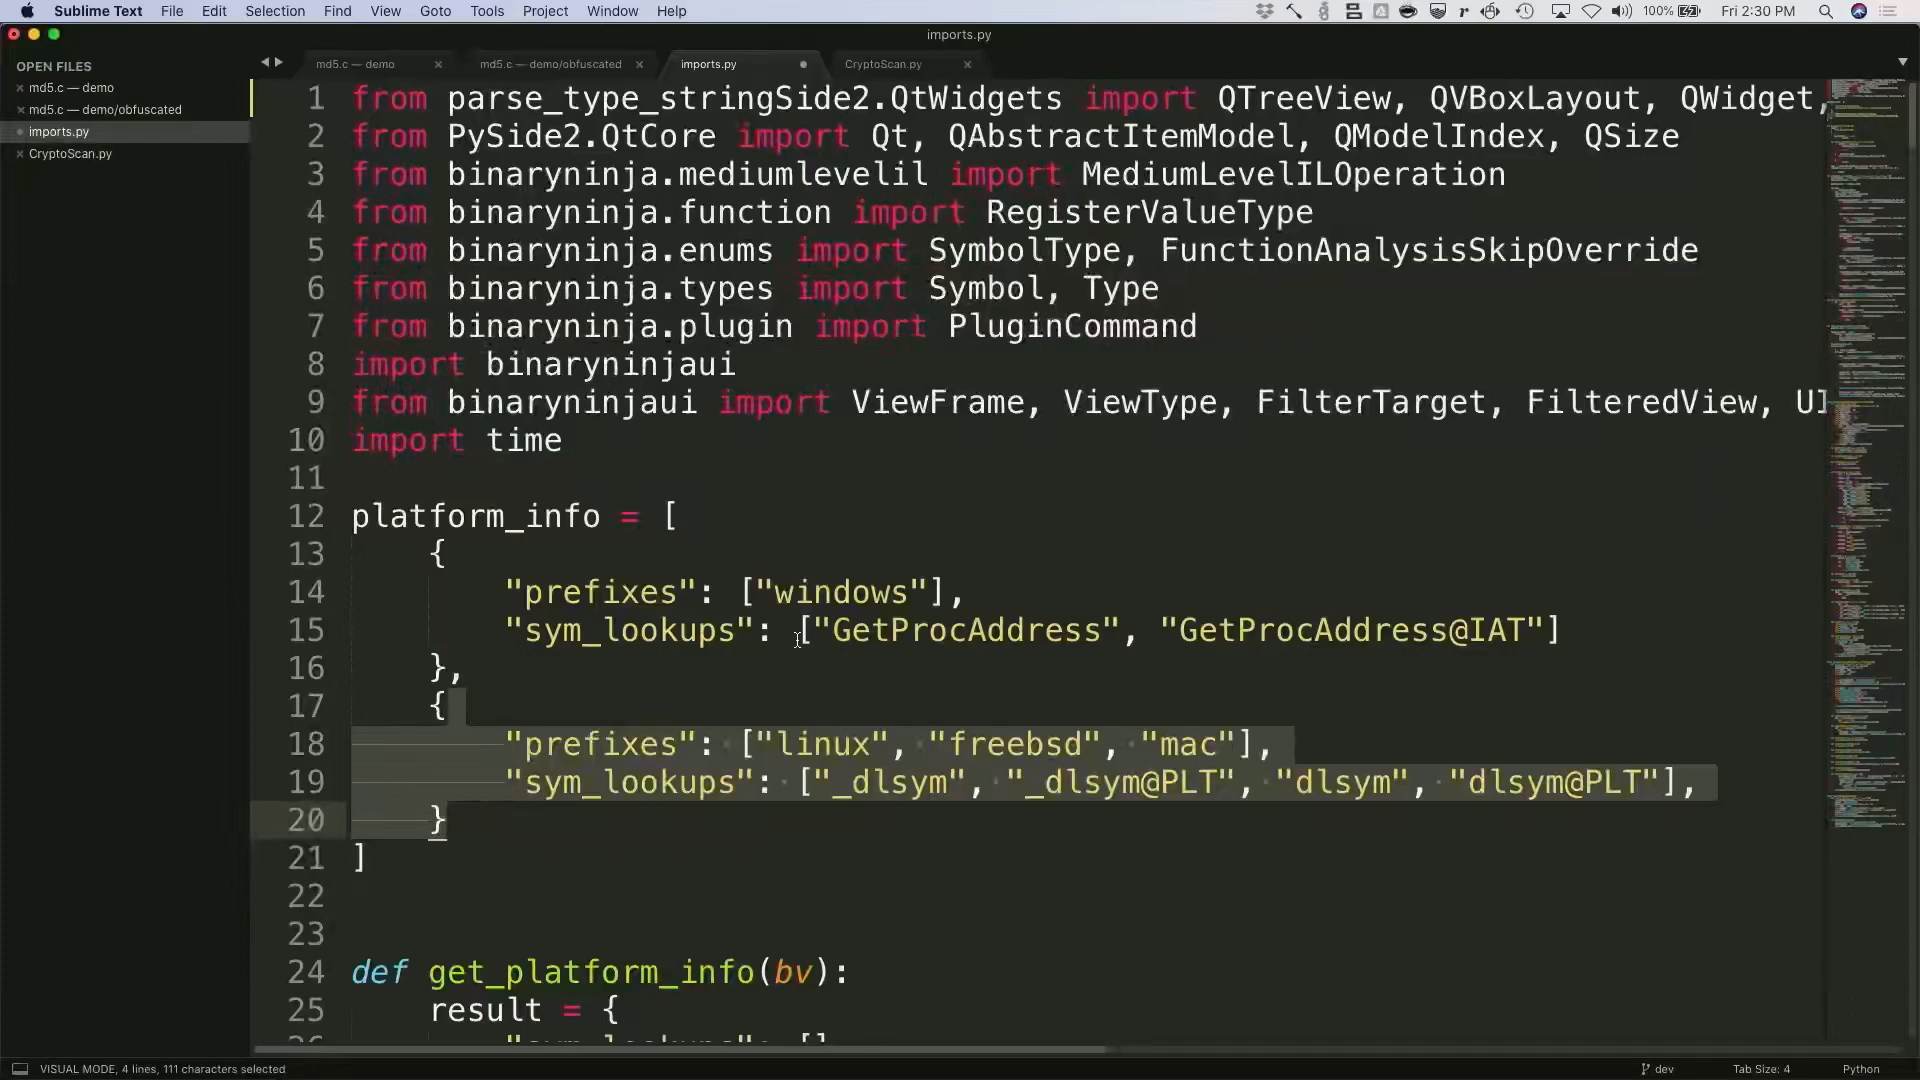 Sublime Text File Edit Selection Find View Goto Tools Project Window Help 100% Fri 2:30 PM
imports.py
OPEN FILES
md5.c — demo
md5.c — demo/obfuscated
imports.py
CryptoScan.py
md5.c — demo md5.c — demo/obfuscated imports.py CryptoScan.py
1 from parse_type_stringSide2.QtWidgets import QTreeView, QVBoxLayout, QWidget,
2 from PySide2.QtCore import Qt, QAbstractItemModel, QModelIndex, QSize
3 from binaryninja.mediumlevelil import MediumLevelILOperation
4 from binaryninja.function import RegisterValueType
5 from binaryninja.enums import SymbolType, FunctionAnalysisSkipOverride
6 from binaryninja.types import Symbol, Type
7 from binaryninja.plugin import PluginCommand
8 import binaryninjaui
9 from binaryninjaui import ViewFrame, ViewType, FilterTarget, FilteredView, UI
10 import time
11
12 platform_info = [
13 {
14 "prefixes": ["windows"],
15 "sym_lookups": ["GetProcAddress", "GetProcAddress@IAT"]
16 },
17 {
18 "prefixes": ["linux", "freebsd", "mac"],
19 "sym_lookups": ["_dlsym", "_dlsym@PLT", "dlsym", "dlsym@PLT"],
20 }
21 ]
22
23
24 def get_platform_info(bv):
25 result = {
26 "sym_lookups": []
VISUAL MODE, 4 lines, 111 characters selected dev Tab Size: 4 Python